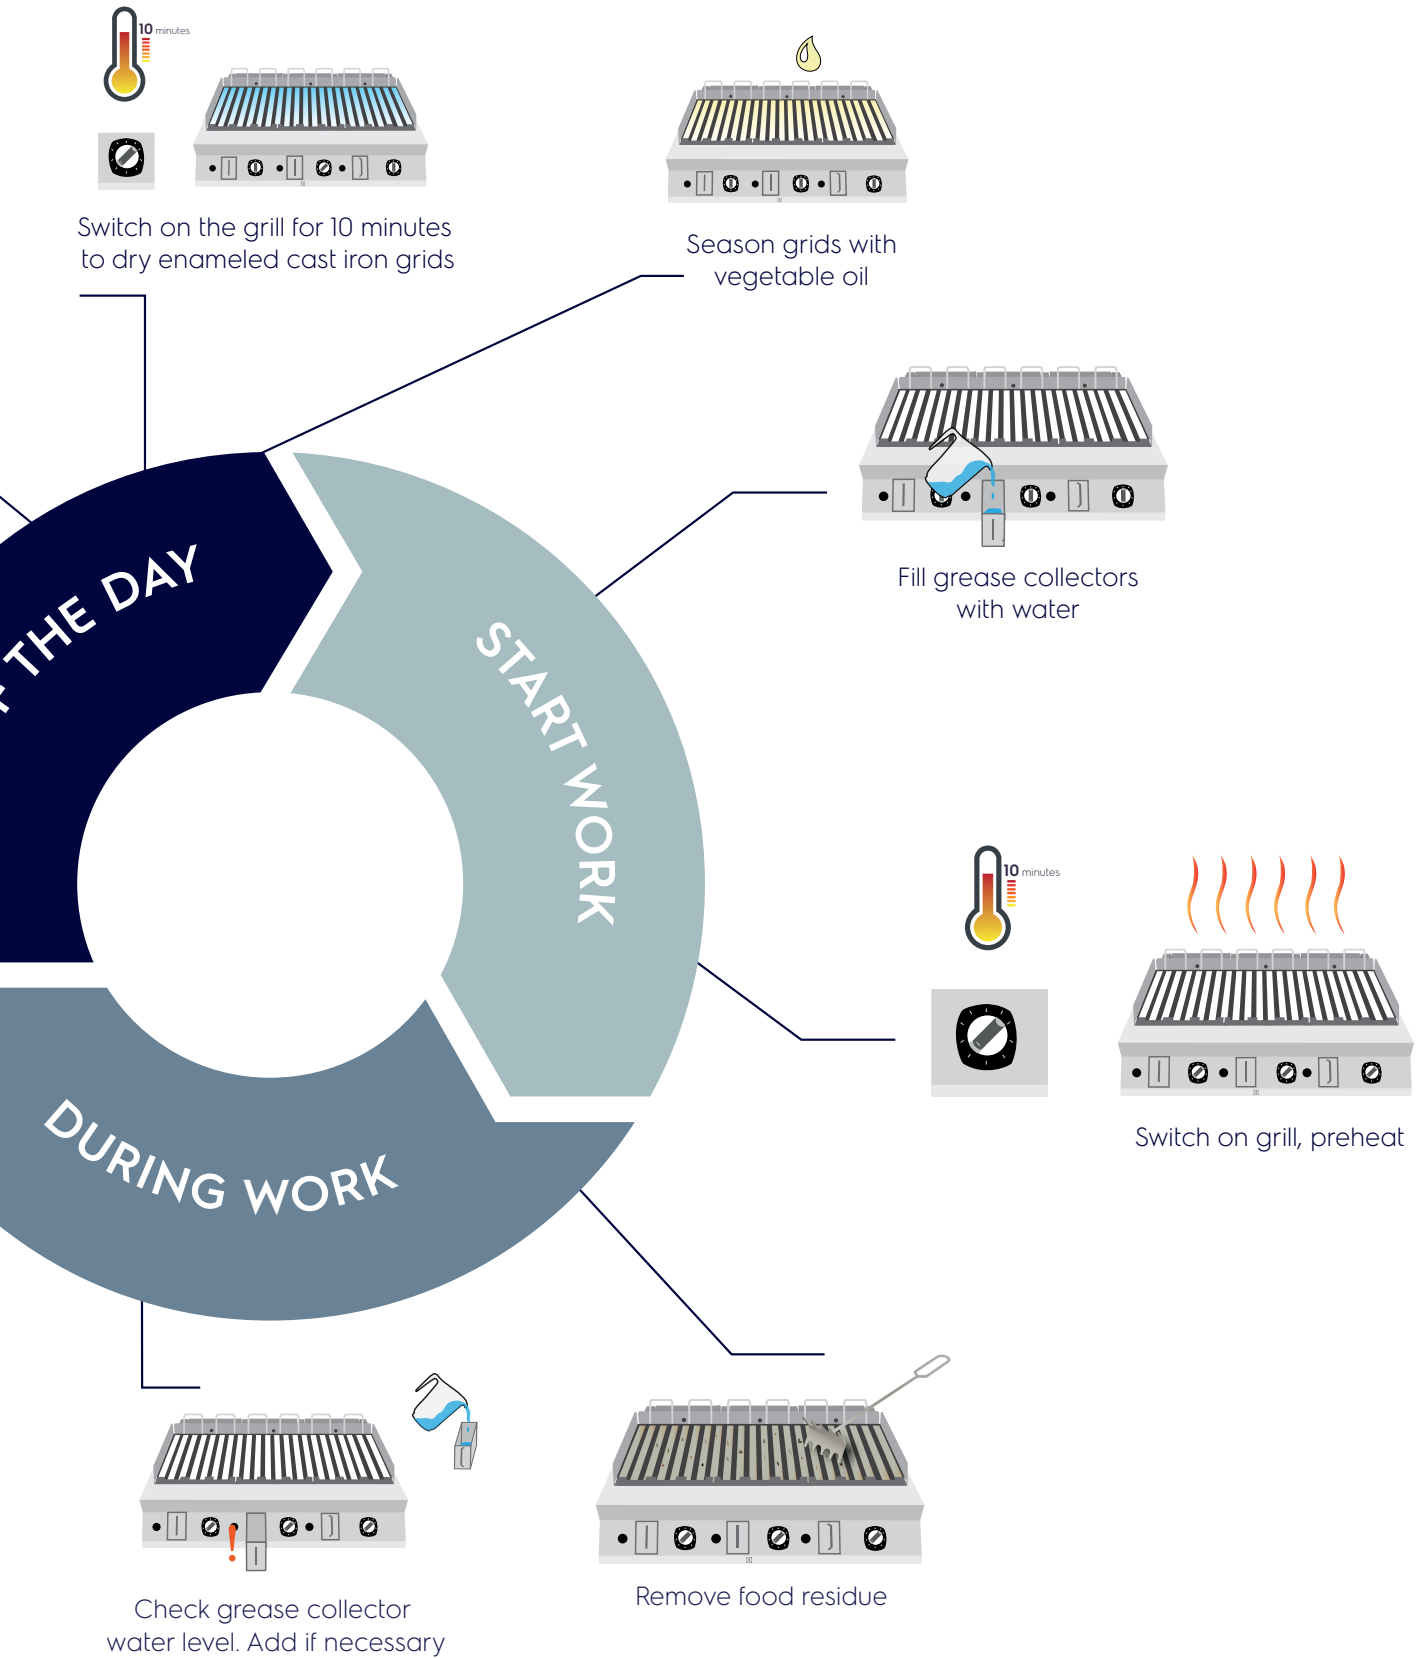 10 minutes
Switch on the grill for 10 minutes
to dry enameled cast iron grids
Season grids with
vegetable oil
Fill grease collectors
with water
THE DAY
START WORK
10 minutes
Switch on grill, preheat
DURING WORK
Check grease collector
water level. Add if necessary
Remove food residue